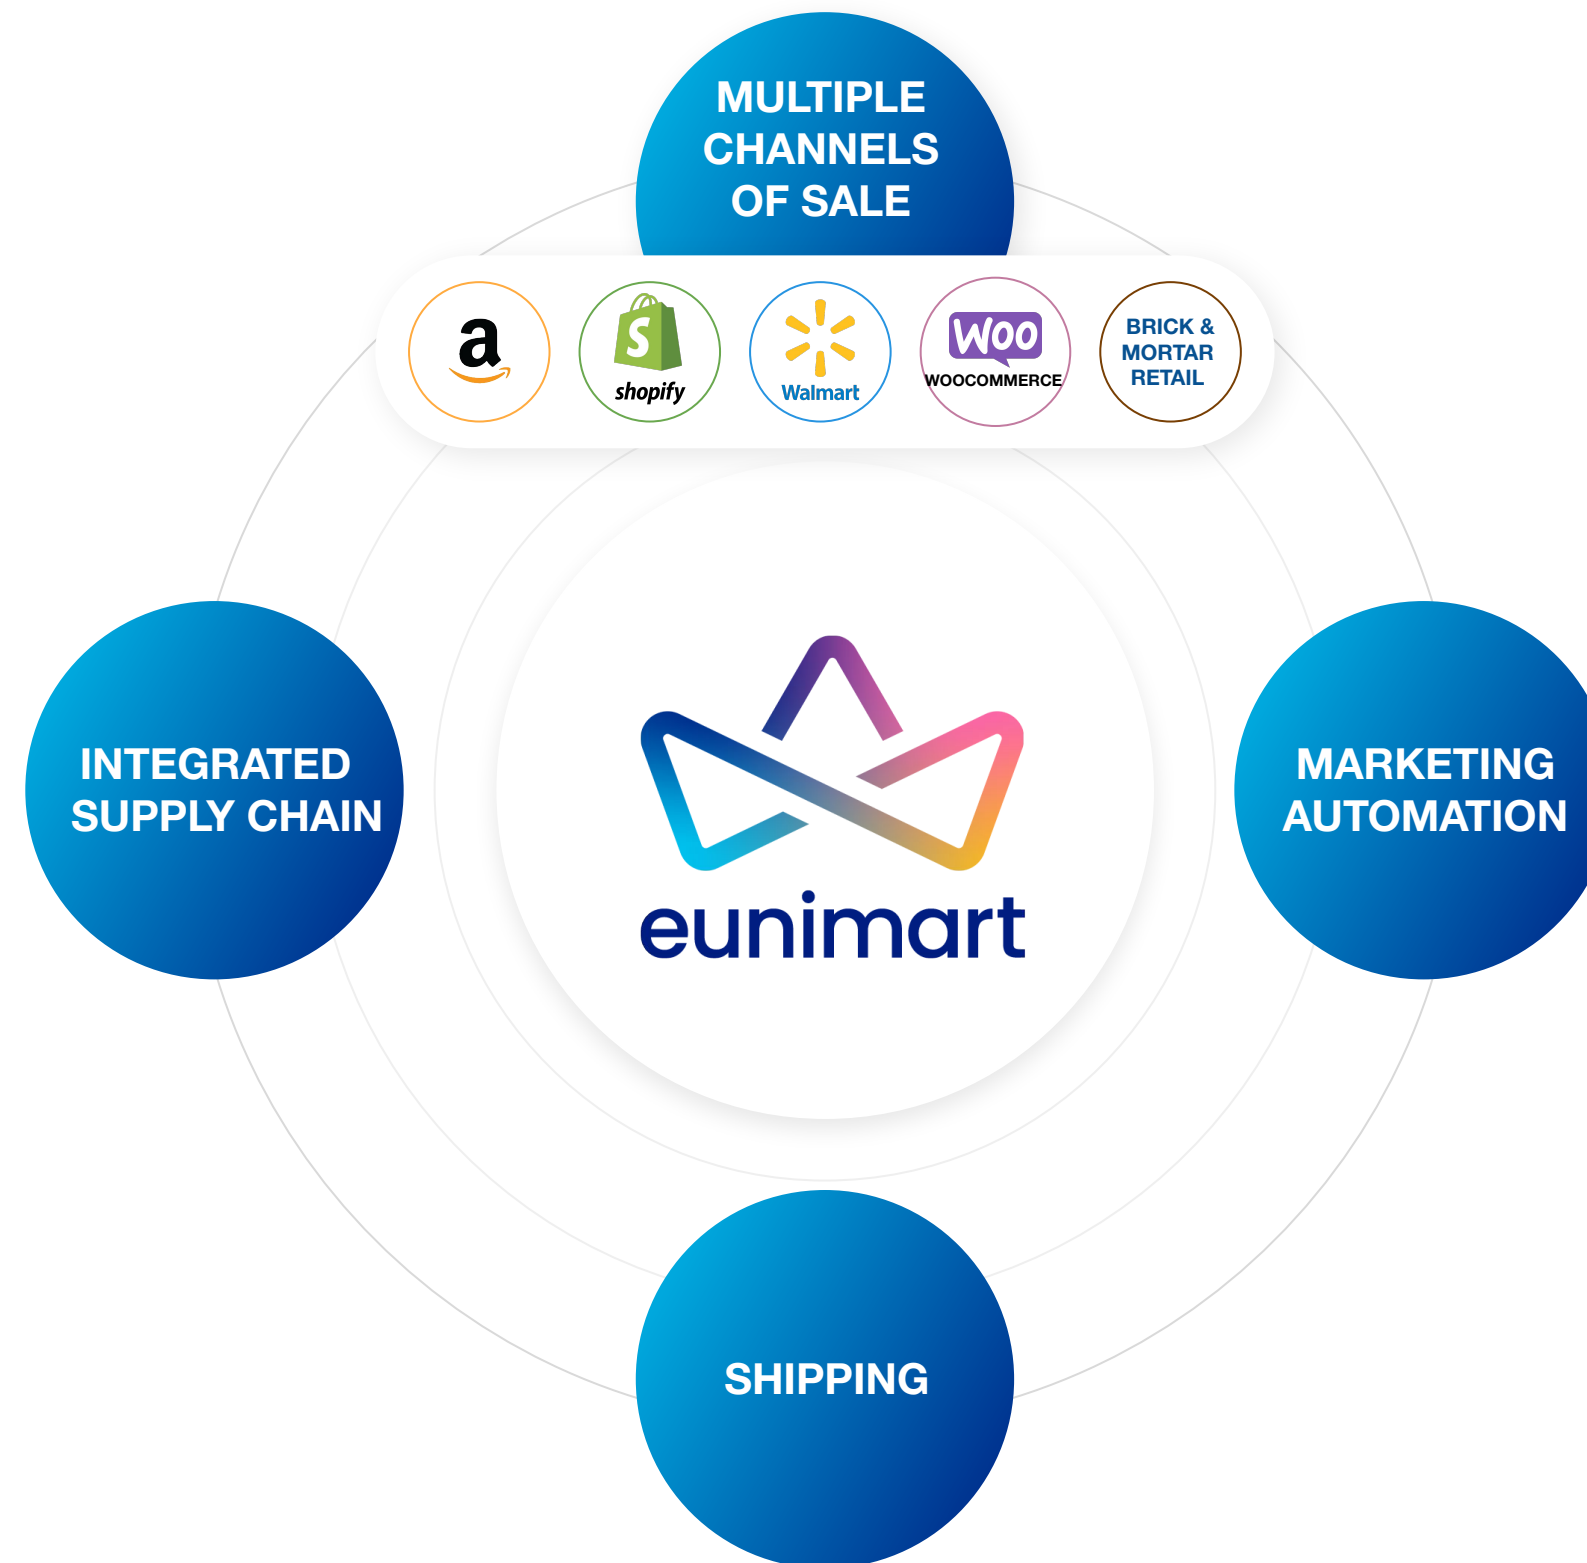 MULTIPLE
CHANNELS
OF SALE
a
S
shopify
Walmart
WOO
WOOCOMMERCE
BRICK &
MORTAR
RETAIL
INTEGRATED
SUPPLY CHAIN
eunimart
MARKETING
AUTOMATION
SHIPPING